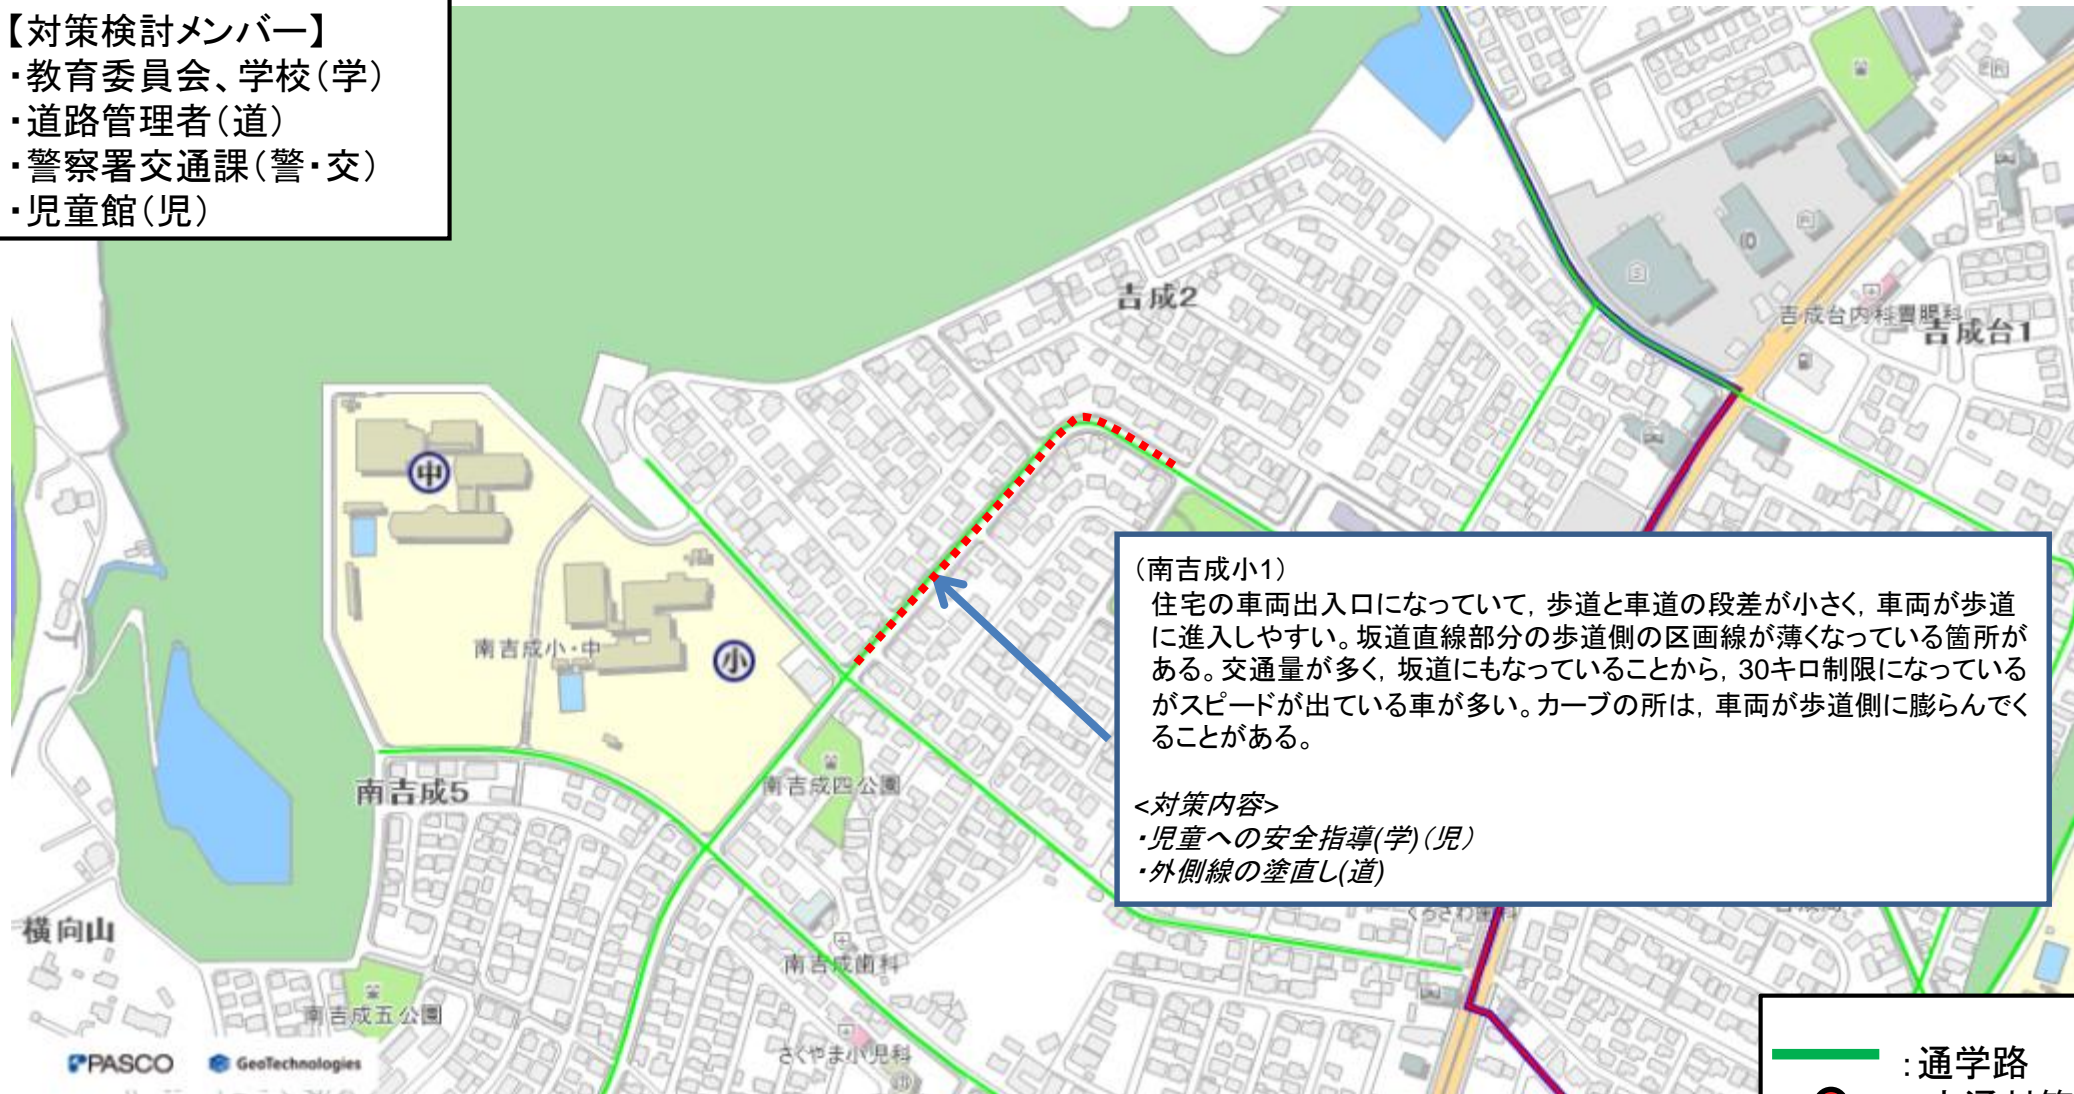 【対策検討メンバー】
・教育委員会、学校（学）
・道路管理者（道）
・警察署交通課（警・交）
・児童館（児）
吉成2
吉成台内科胃腸科
吉成台1
中
（南吉成小1）
住宅の車両出入口になっていて，歩道と車道の段差が小さく，車両が歩道
に進入しやすい。坂道直線部分の歩道側の区画線が薄くなっている箇所が
ある。交通量が多く，坂道にもなっていることから，30キロ制限になっている
がスピードが出ている車が多い。カーブの所は，車両が歩道側に膨らんでく
ることがある。
<対策内容>
・児童への安全指導(学)（児）
・外側線の塗直し(道)
南吉成小・中
小
南吉成四公園
南吉成5
横向山
南吉成歯科
くろさわ歯科
南吉成五公園
さくやま小児科
PASCO
GeoTechnologies
:通学路